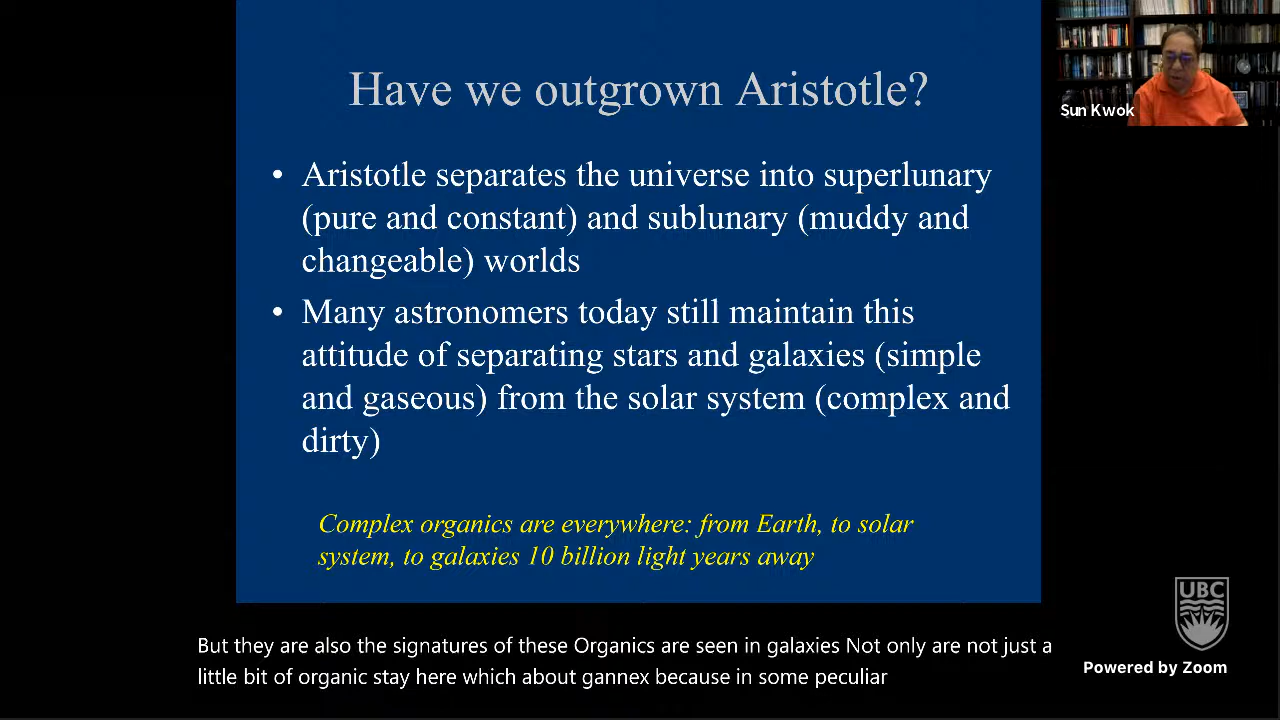 Have we outgrown Aristotle?
• Aristotle separates the universe into superlunary
(pure and constant) and sublunary (muddy and
changeable) worlds
• Many astronomers today still maintain this
attitude of separating stars and galaxies (simple
and gaseous) from the solar system (complex and
dirty)
Complex organics are everywhere: from Earth, to solar
system, to galaxies 10 billion light years away
Sun Kwok
But they are also the signatures of these Organics are seen in galaxies Not only are not just a
little bit of organic stay here which about gannex because in some peculiar
UBC
Powered by Zoom